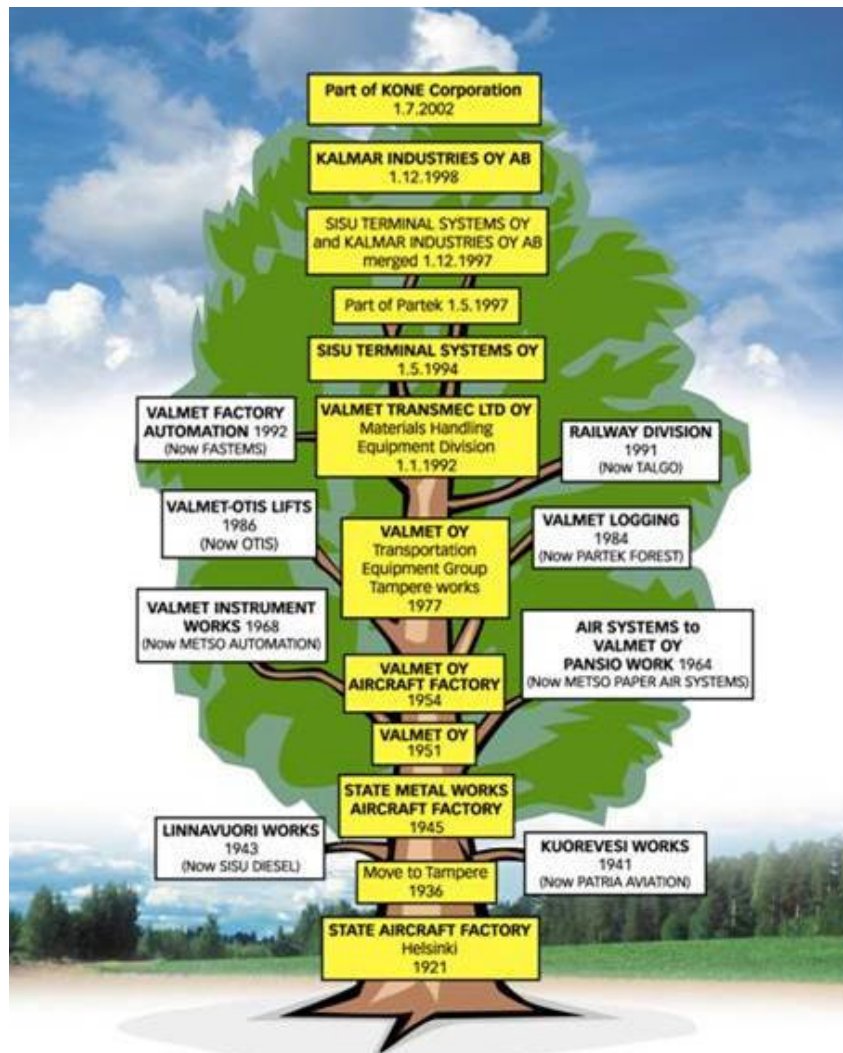 Part of KONE Corporation
1.7.2002
KALMAR INDUSTRIES OY AB
1.12.1998
SISU TERMINAL SYSTEMS OY
and KALMAR INDUSTRIES OY AB
merged 1.12.1997
Part of Partek 1.5.1997
SISU TERMINAL SYSTEMS OY
1.5.1994
VALMET FACTORY
AUTOMATION 1992
(Now FASTEMS)
VALMET TRANSMEC LTD OY
Materials Handling
Equipment Division
1.1.1992
RAILWAY DIVISION
1991
(Now TALGO)
VALMET-OTIS LIFTS
1986
(Now OTIS)
VALMET OY
Transportation
Equipment Group
Tampere works
1977
VALMET LOGGING
1984
(Now PARTEK FOREST)
VALMET INSTRUMENT
WORKS 1968
(Now METSO AUTOMATION)
VALMET OY
AIRCRAFT FACTORY
1954
AIR SYSTEMS to
VALMET OY
PANSIO WORK 1964
(Now METSO PAPER AIR SYSTEMS)
VALMET OY
1951
STATE METAL WORKS
AIRCRAFT FACTORY
1945
LINNAVUORI WORKS
1943
(Now SISU DIESEL)
KUOREVESI WORKS
1941
(Now PATRIA AVIATION)
Move to Tampere
1936
STATE AIRCRAFT FACTORY
Helsinki
1921